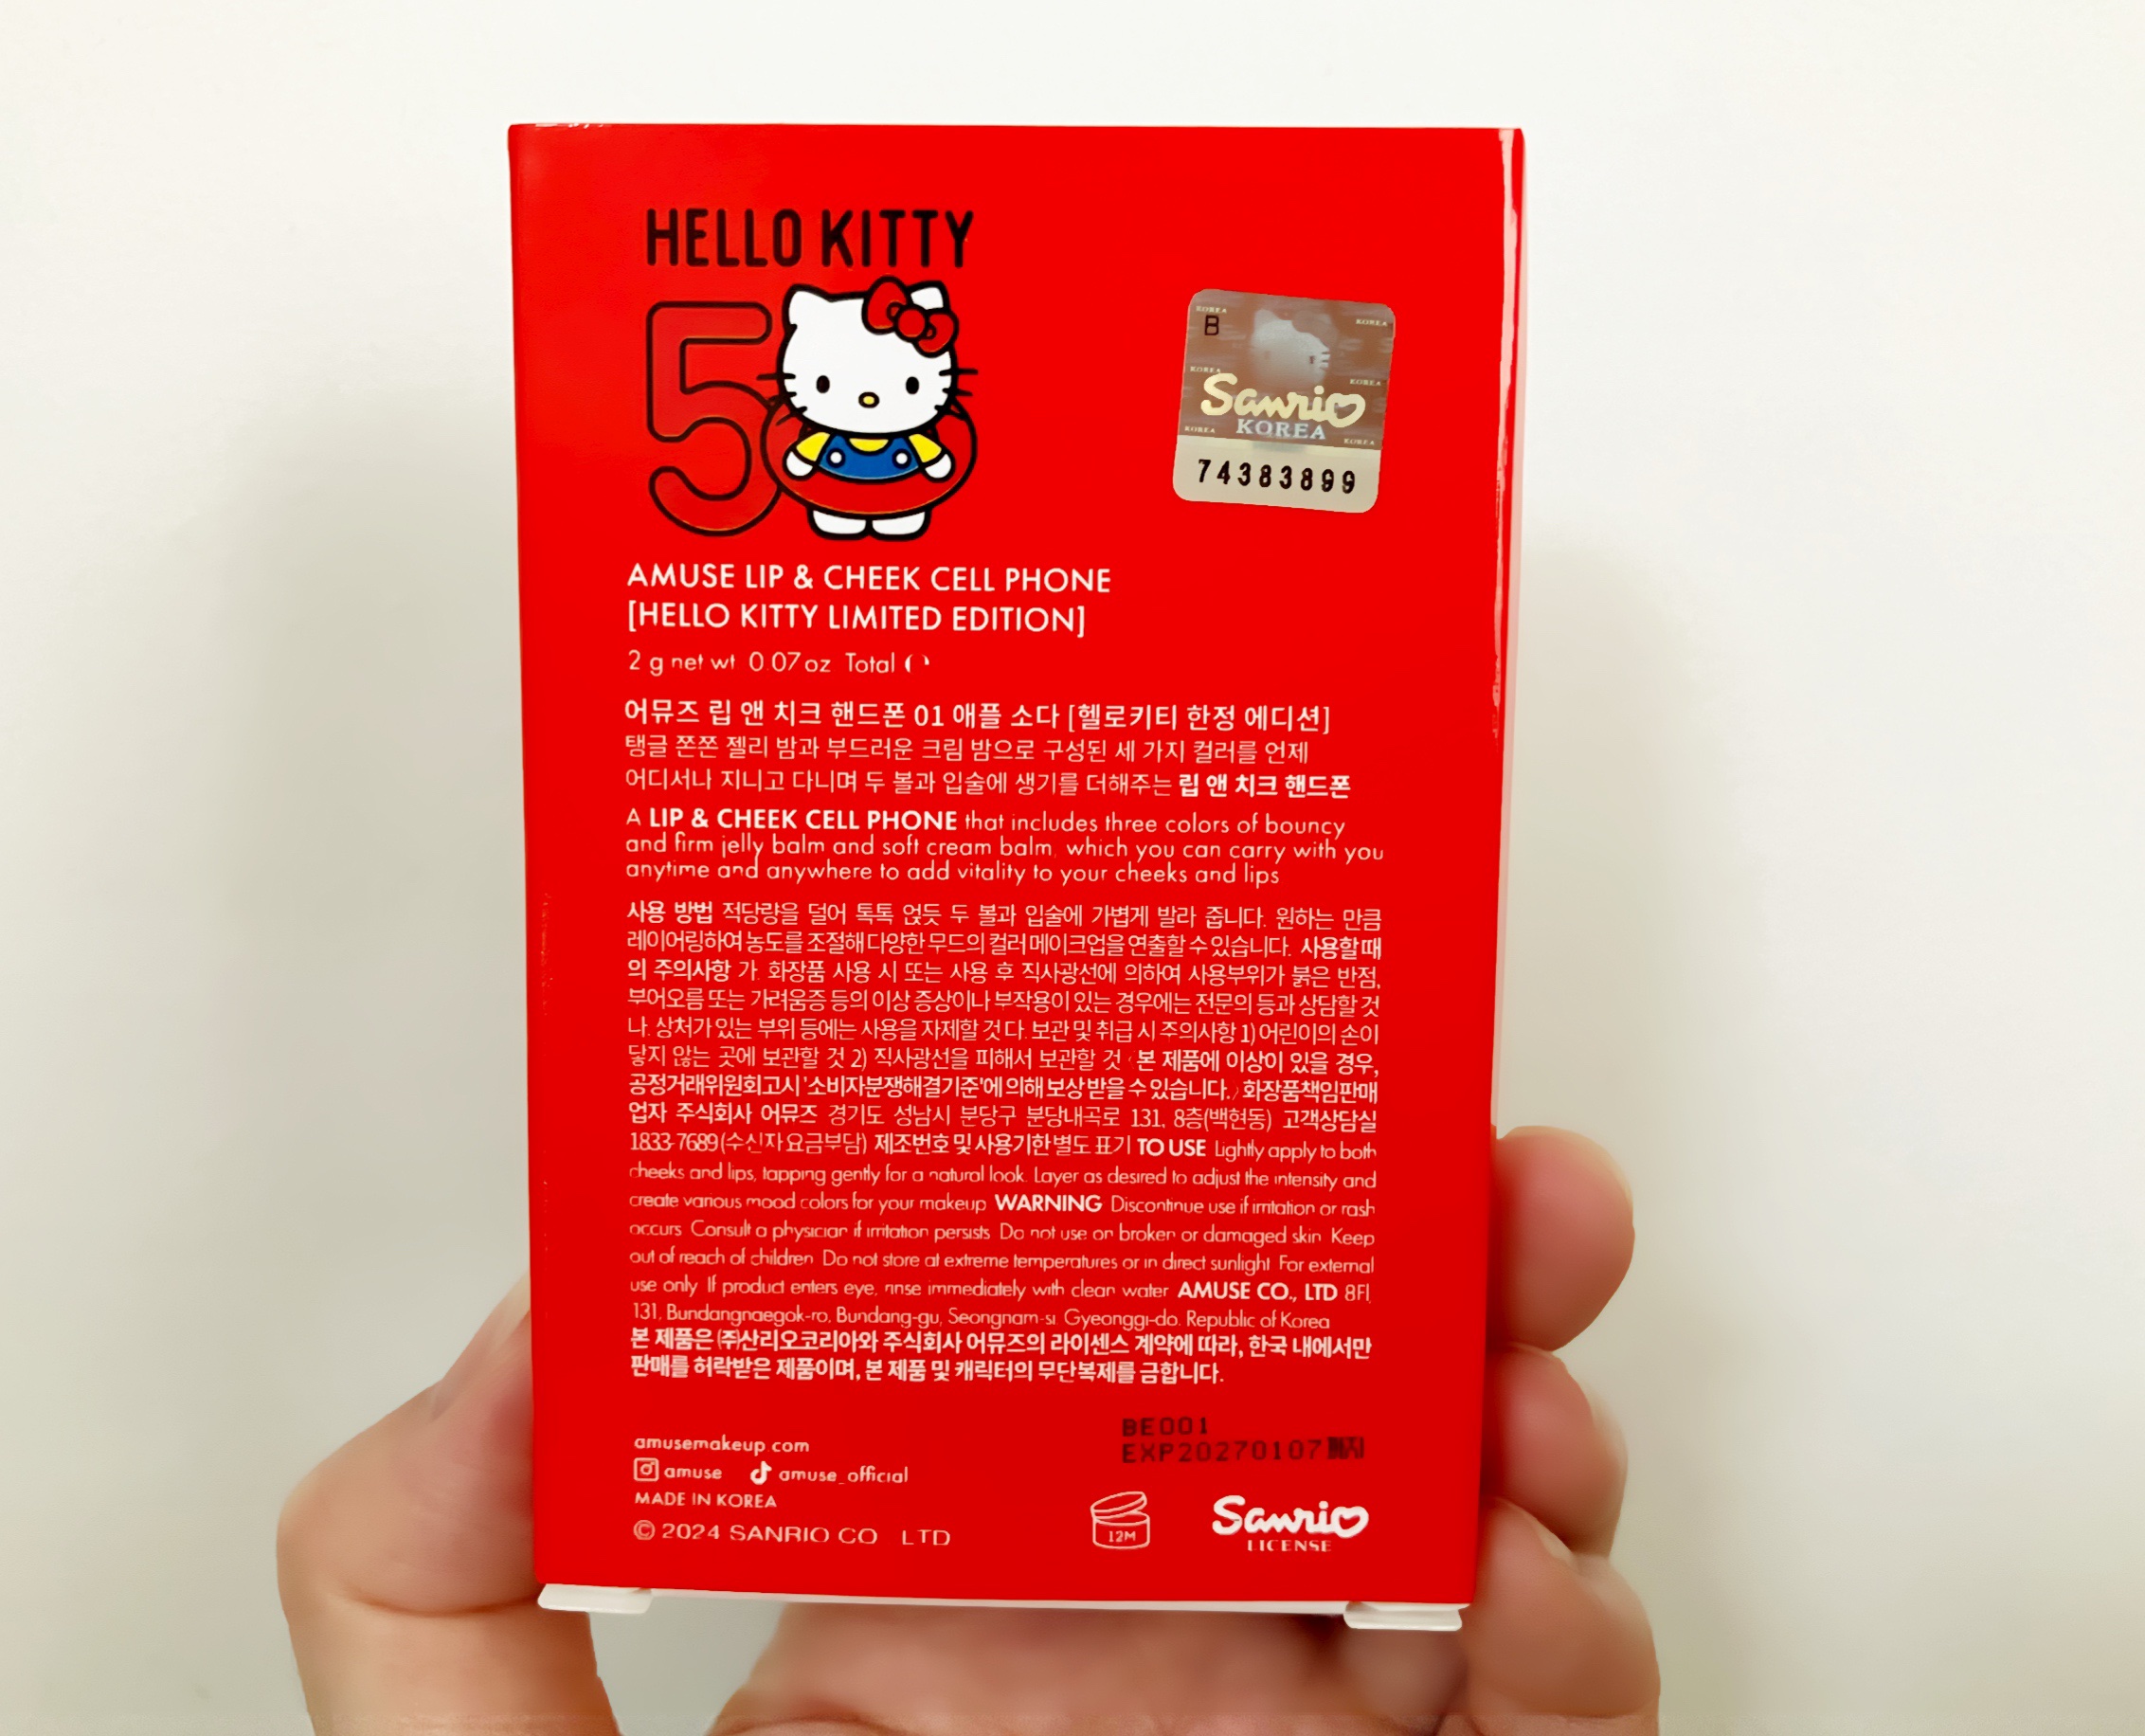 HELLO KITTY
50
B
KOREA KOREA
KOREA KOREA
Sanrio
KOREA KOREA KOREA
74383899
AMUSE LIP & CHEEK CELL PHONE
[HELLO KITTY LIMITED EDITION]
2 g net wt 0.07oz Total
어뮤즈 립 앤 치크 핸드폰 01 애플 소다 [헬로키티 한정 에디션]
탱글 쫀쫀 젤리 밤과 부드러운 크림 밤으로 구성된 세 가지 컬러를 언제
어디서나 지니고 다니며 두 볼과 입술에 생기를 더해주는 립 앤 치크 핸드폰
A LIP & CHEEK CELL PHONE that includes three colors of bouncy
and firm jelly balm and soft cream balm, which you can carry with you
anytime and anywhere to add vitality to your cheeks and lips
사용 방법 적당량을 덜어 톡톡 얹듯 두 볼과 입술에 가볍게 발라 줍니다. 원하는 만큼
레이어링하여 농도를 조절해 다양한 무드의 컬러 메이크업을 연출할 수 있습니다. 사용할 때
의 주의사항 가. 화장품 사용 시 또는 사용 후 직사광선에 의하여 사용부위가 붉은 반점,
부어오름 또는 가려움증 등의 이상 증상이나 부작용이 있는 경우에는 전문의 등과 상담할 것
나. 상처가 있는 부위 등에는 사용을 자제할 것 다. 보관 및 취급 시 주의사항 1) 어린이의 손이
닿지 않는 곳에 보관할 것 2) 직사광선을 피해서 보관할 것 〈본 제품에 이상이 있을 경우,
공정거래위원회고시 '소비자분쟁해결기준'에 의해 보상 받을 수 있습니다.〉 화장품책임판매
업자 주식회사 어뮤즈 경기도 성남시 분당구 분당내곡로 131, 8층(백현동) 고객상담실
1833-7689 (수신자 요금부담) 제조번호 및 사용기한 별도 표기 TO USE Lightly apply to both
cheeks and lips, tapping gently for a natural look. Layer as desired to adjust the intensity and
create various mood colors for your makeup. WARNING Discontinue use if irritation or rash
occurs. Consult a physician if irritation persists. Do not use on broken or damaged skin. Keep
out of reach of children. Do not store at extreme temperatures or in direct sunlight. For external
use only. If product enters eye, rinse immediately with clean water. AMUSE CO., LTD 8Fl,
131, Bundangnaegok-ro, Bundang-gu, Seongnam-si, Gyeonggi-do, Republic of Korea
본 제품은 ㈜산리오코리아와 주식회사 어뮤즈의 라이센스 계약에 따라, 한국 내에서만
판매를 허락받은 제품이며, 본 제품 및 캐릭터의 무단복제를 금합니다.
BE001
EXP20270107까지
amusemakeup.com
amuse amuse_official
MADE IN KOREA
© 2024 SANRIO CO., LTD.
12M
Sanrio
LICENSE